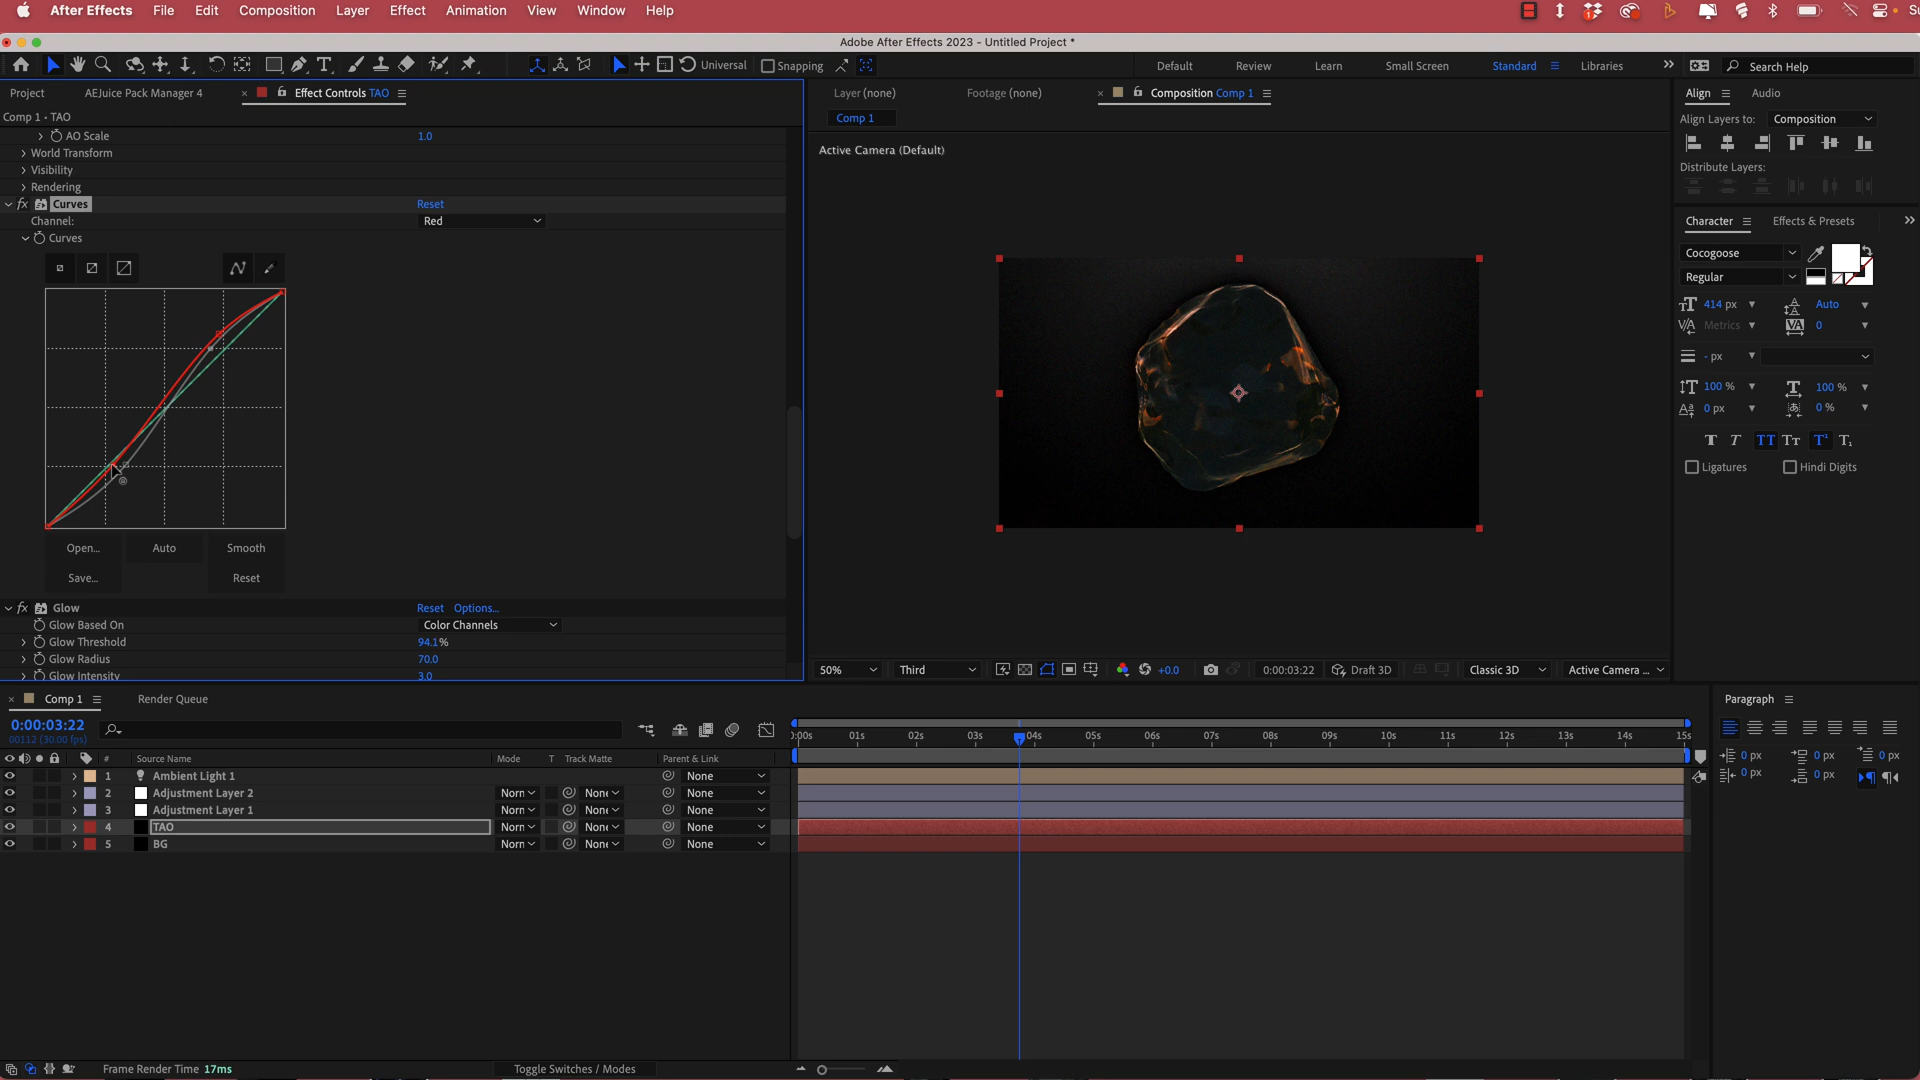 After Effects File Edit Composition Layer Effect Animation View Window Help
Adobe After Effects 2023 - Untitled Project *
Universal Snapping Default Review Learn Small Screen Standard Libraries Search Help
Project AEJuice Pack Manager 4 Effect Controls TAO Layer (none) Footage (none) Composition Comp 1 Align Audio
Comp 1 • TAO
Comp 1
Align Layers to: Composition
AO Scale 1.0
World Transform
Active Camera (Default)
Visibility
Distribute Layers:
Rendering
Curves Reset
Channel: Red
Character Effects & Presets
Curves
Cocogoose
Regular
414 px Auto
Metrics 0
- px
100 % 100 %
0 px 0 %
TT Tt T¹ T₁
Ligatures Hindi Digits
Open... Auto Smooth
Save... Reset
Glow Reset Options...
Glow Based On Color Channels
Glow Threshold 94.1%
Glow Radius 70.0
Glow Intensity 3.0
50% Third +0.0 0:00:03:22 Draft 3D Classic 3D Active Camera ...
Comp 1 Render Queue
Paragraph
0:00:03:22
00112 (30.00 fps)
):00s 01s 02s 03s 04s 05s 06s 07s 08s 09s 10s 11s 12s 13s 14s 15s
# Source Name Mode T Track Matte Parent & Link
0 px 0 px 0 px
0 px 0 px
1 Ambient Light 1 None
2 Adjustment Layer 2 Norn None None
3 Adjustment Layer 1 Norn None None
4 TAO Norn None None
5 BG Norn None None
Frame Render Time 17ms Toggle Switches / Modes